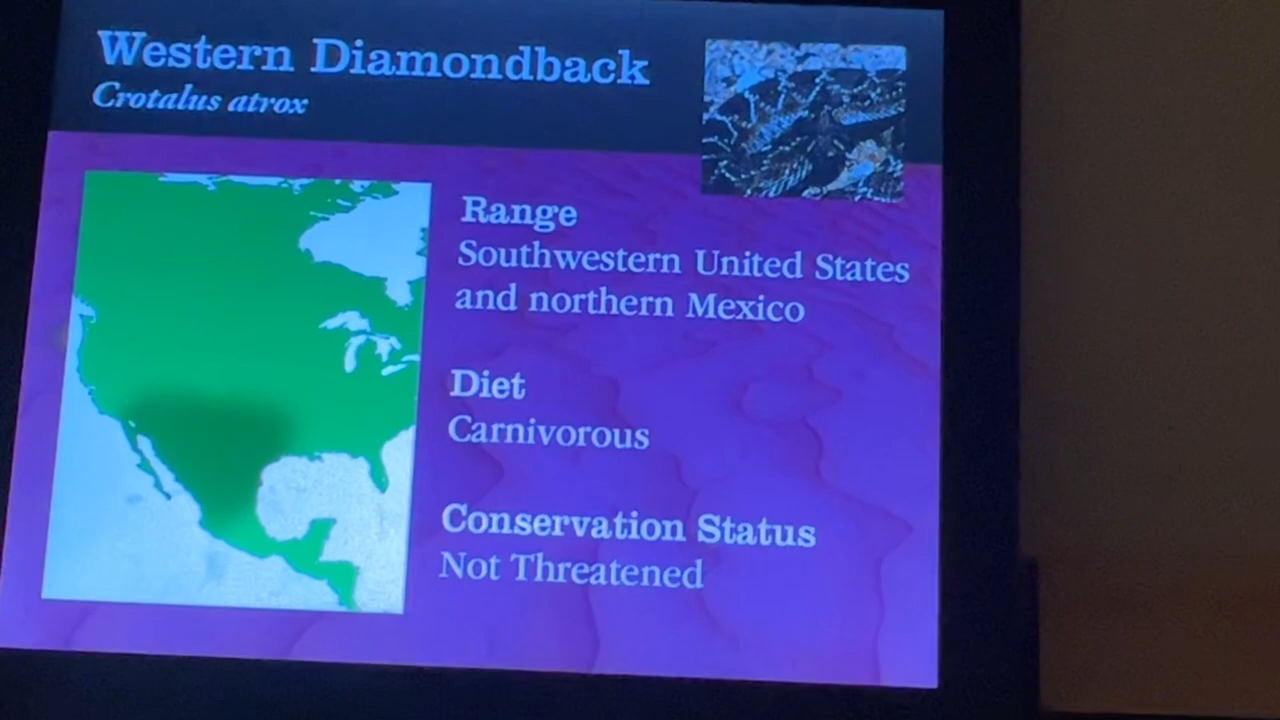 Western Diamondback
Crotalus atrox
Range
Southwestern United States
and northern Mexico
Diet
Carnivorous
Conservation Status
Not Threatened